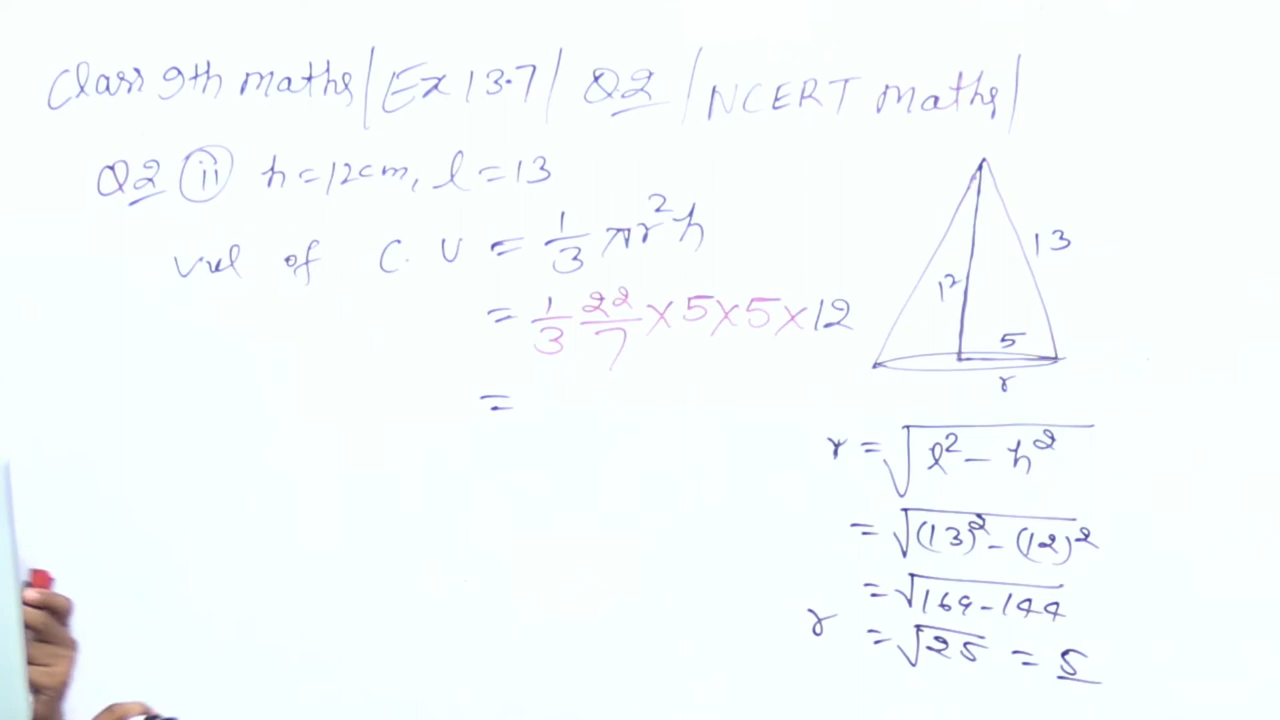 Class 9th maths/Ex 13.7/ Q2 /NCERT maths/
Q2 (ii) h=12cm, l=13
Vul of C. V = 1/3 πr²h
= 1/3 22/7 ×5×5×12
=
13
12
5
r
r = √l² - h²
= √(13)² - (12)²
= √169-144
r = √25 = 5